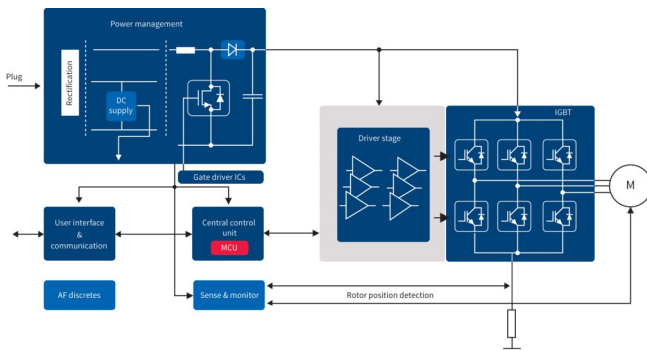 Power management
Plug
Rectification
DC
supply
Gate driver ICs
Driver stage
IGBT
M
User interface
&
communication
Central control
unit
MCU
AF discretes
Sense & monitor
Rotor position detection